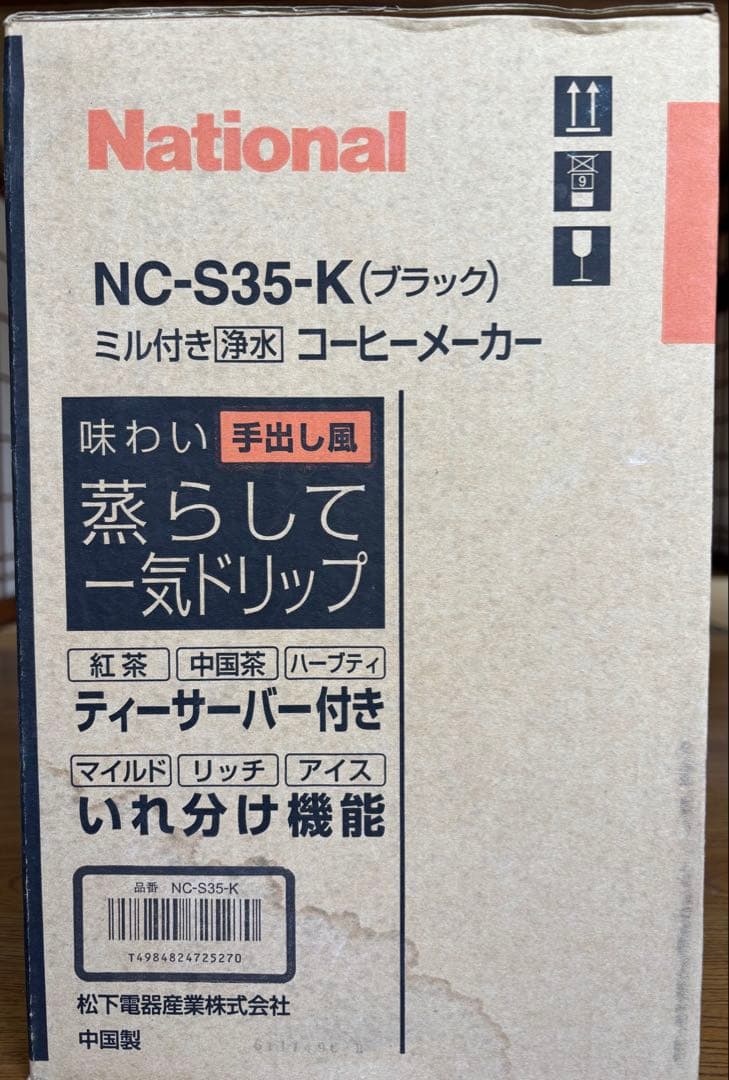 National
9
NC-S35-K(ブラック)
ミル付き 浄水 コーヒーメーカー
味わい 手出し風
蒸らして
一気ドリップ
紅茶 中国茶 ハーブティ
ティーサーバー付き
マイルド リッチ アイス
いれ分け機能
品番 NC-S35-K
T4984824725270
松下電器産業株式会社
中国製